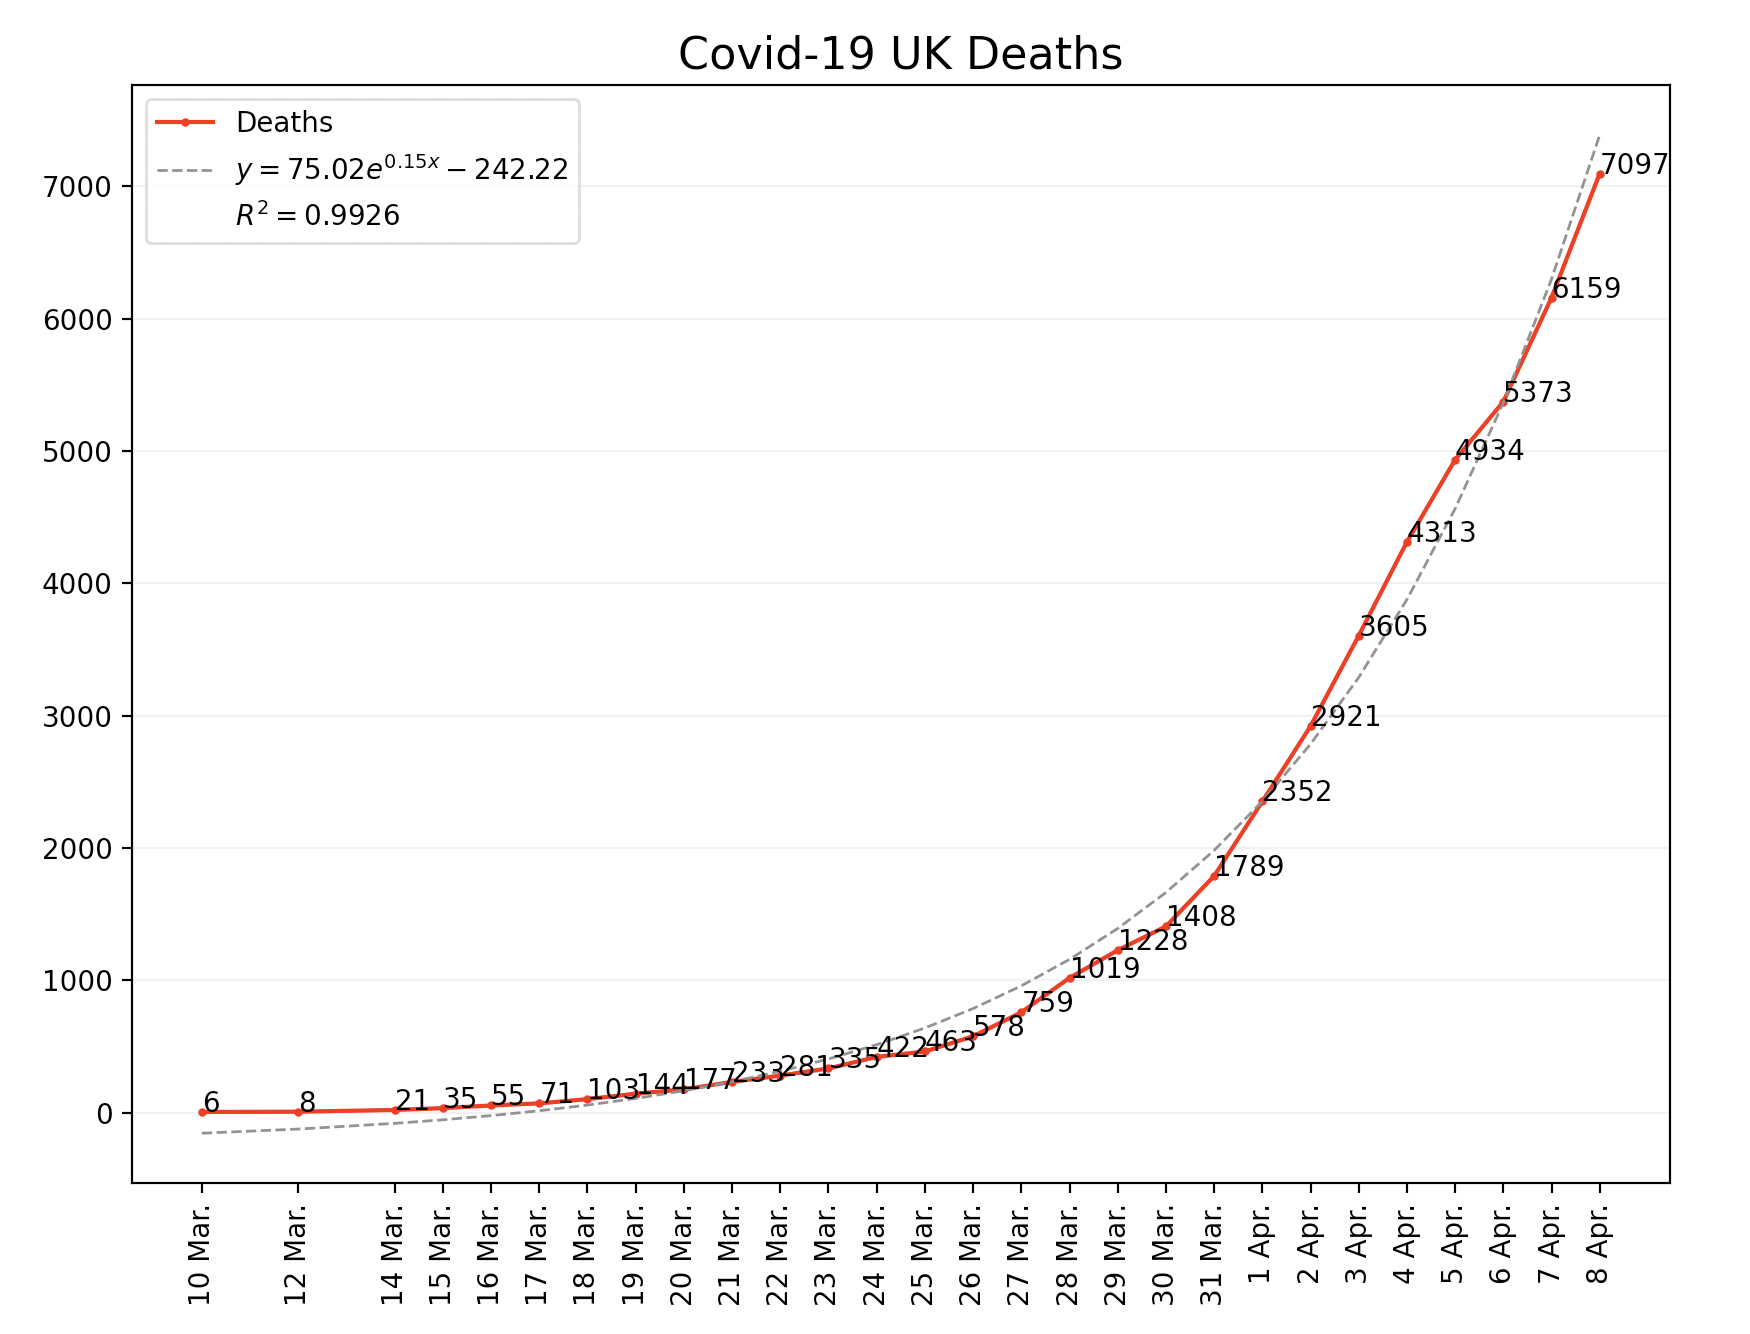 Covid-19 UK Deaths
Deaths
y = 75.02e^{0.15x} − 242.22
R² = 0.9926
7000
6000
5000
4000
3000
2000
1000
0
6
8
21
35
55
71
103
144
177
233
281
335
422
463
578
759
1019
1228
1408
1789
2352
2921
3605
4313
4934
5373
6159
7097
10 Mar.
12 Mar.
14 Mar.
15 Mar.
16 Mar.
17 Mar.
18 Mar.
19 Mar.
20 Mar.
21 Mar.
22 Mar.
23 Mar.
24 Mar.
25 Mar.
26 Mar.
27 Mar.
28 Mar.
29 Mar.
30 Mar.
31 Mar.
1 Apr.
2 Apr.
3 Apr.
4 Apr.
5 Apr.
6 Apr.
7 Apr.
8 Apr.